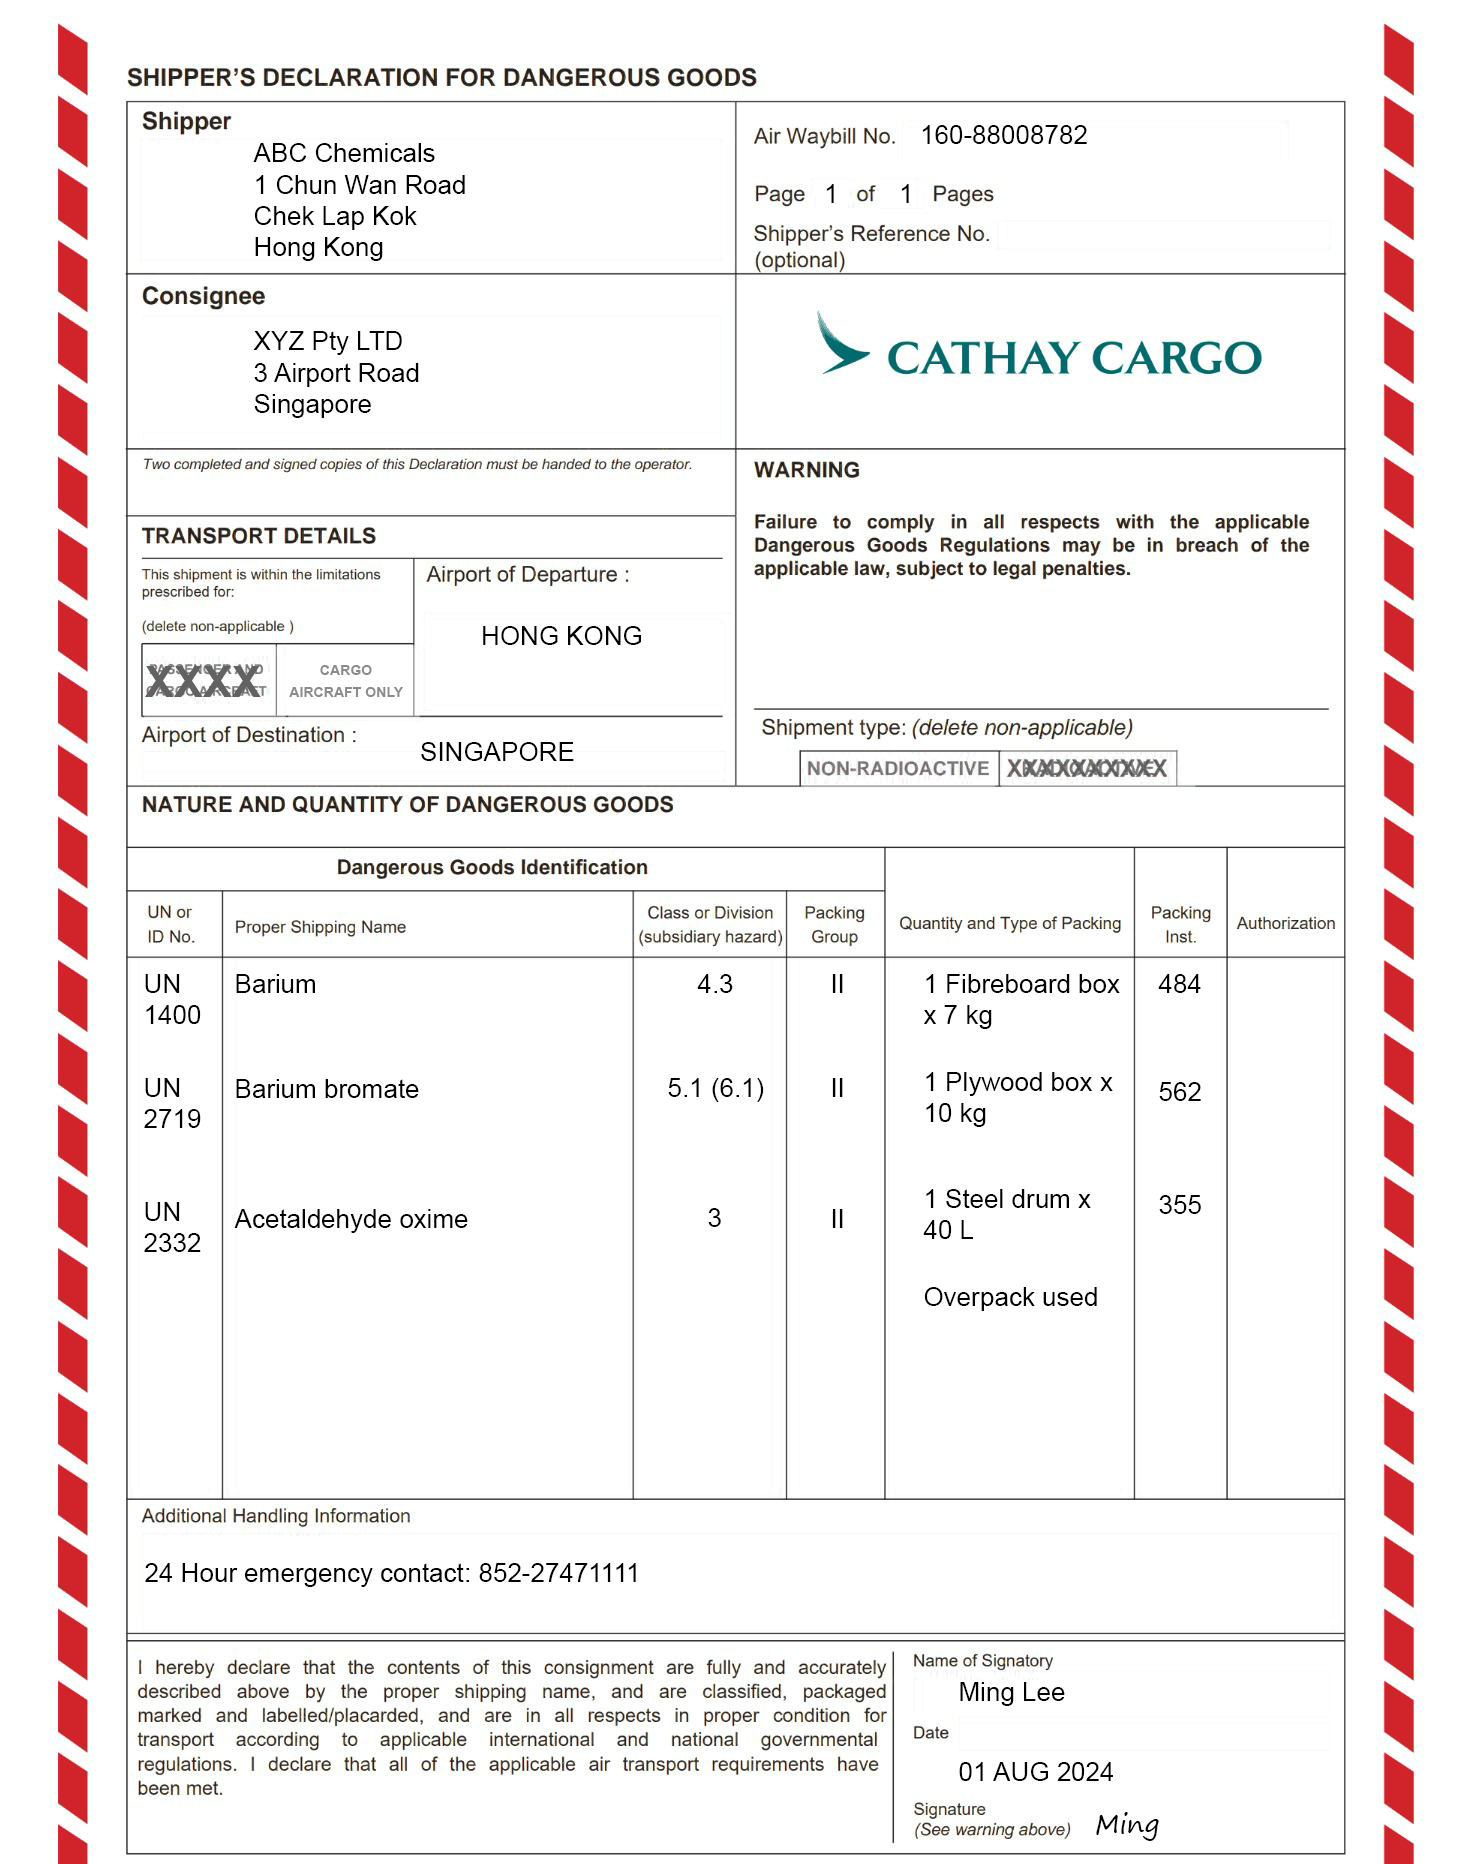 SHIPPER'S DECLARATION FOR DANGEROUS GOODS
Shipper
ABC Chemicals
1 Chun Wan Road
Chek Lap Kok
Hong Kong
Air Waybill No. 160-88008782
Page 1 of 1 Pages
Shipper's Reference No.
(optional)
Consignee
XYZ Pty LTD
3 Airport Road
Singapore
CATHAY CARGO
Two completed and signed copies of this Declaration must be handed to the operator.
WARNING
Failure to comply in all respects with the applicable
Dangerous Goods Regulations may be in breach of the
applicable law, subject to legal penalties.
TRANSPORT DETAILS
This shipment is within the limitations
prescribed for:
(delete non-applicable )
PASSENGER AND
CARGO AIRCRAFT
XXXX
CARGO
AIRCRAFT ONLY
Airport of Departure :
HONG KONG
Airport of Destination :
SINGAPORE
Shipment type: (delete non-applicable)
NON-RADIOACTIVE
XXXXXXXXXX
NATURE AND QUANTITY OF DANGEROUS GOODS
Dangerous Goods Identification
UN or
ID No.
Proper Shipping Name
Class or Division
(subsidiary hazard)
Packing
Group
Quantity and Type of Packing
Packing
Inst.
Authorization
UN
1400
Barium
4.3
II
1 Fibreboard box
x 7 kg
484
UN
2719
Barium bromate
5.1 (6.1)
II
1 Plywood box x
10 kg
562
UN
2332
Acetaldehyde oxime
3
II
1 Steel drum x
40 L
355
Overpack used
Additional Handling Information
24 Hour emergency contact: 852-27471111
I hereby declare that the contents of this consignment are fully and accurately
described above by the proper shipping name, and are classified, packaged
marked and labelled/placarded, and are in all respects in proper condition for
transport according to applicable international and national governmental
regulations. I declare that all of the applicable air transport requirements have
been met.
Name of Signatory
Ming Lee
Date
01 AUG 2024
Signature
(See warning above) Ming